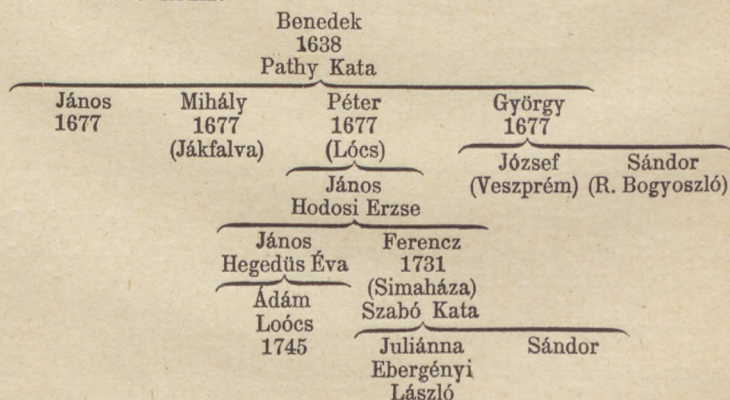 Benedek
1638
Pathy Kata
János Mihály Péter György
1677 1677 1677 1677
(Jákfalva) (Lócs)
József Sándor
(Veszprém) (R. Bogyoszló)
János
Hodosi Erzse
János Ferencz
Hegedüs Éva 1731
(Simaháza)
Ádám Szabó Kata
Loócs
1745 Juliánna Sándor
Ebergényi
László